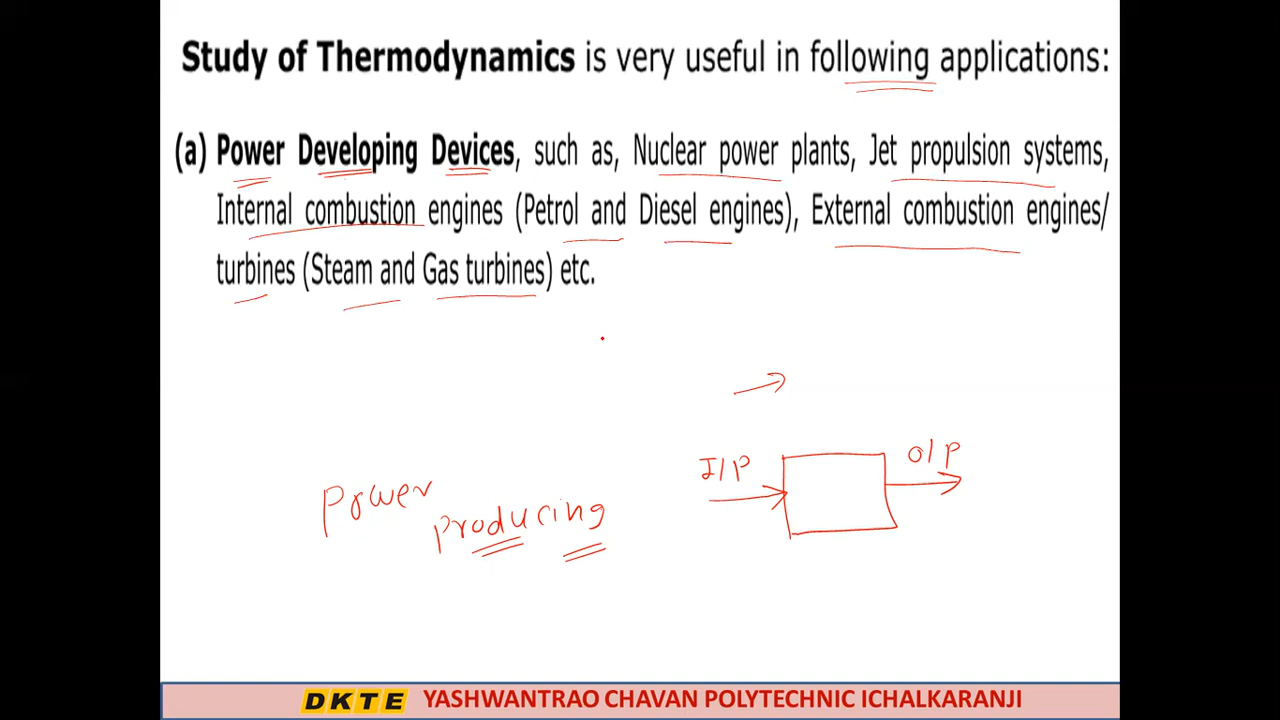 Study of Thermodynamics is very useful in following applications:
(a) Power Developing Devices, such as, Nuclear power plants, Jet propulsion systems,
Internal combustion engines (Petrol and Diesel engines), External combustion engines/
turbines (Steam and Gas turbines) etc.
I/P
O/P
Power
producing
DKTE YASHWANTRAO CHAVAN POLYTECHNIC ICHALKARANJI